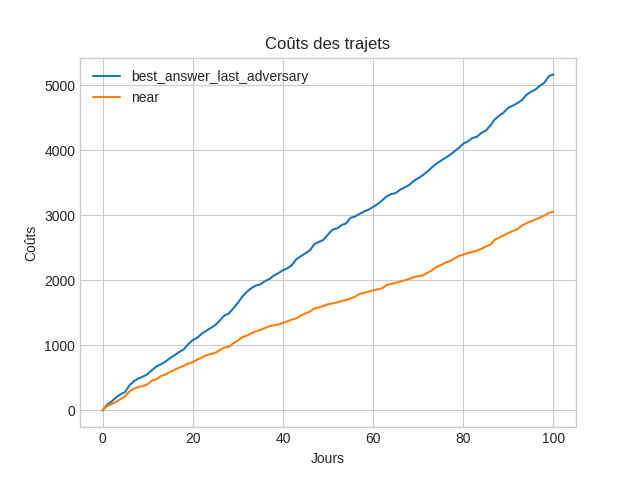 Coûts des trajets
best_answer_last_adversary
near
Coûts
5000
4000
3000
2000
1000
0
0 20 40 60 80 100
Jours